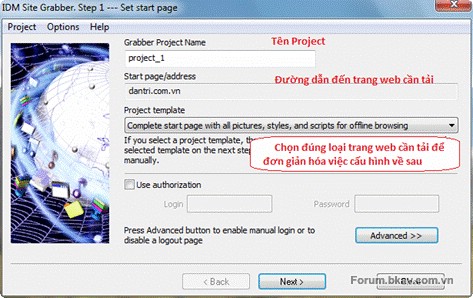 IDM Site Grabber. Step 1 --- Set start page
Project Options Help
Grabber Project Name
Tên Project
project_1
Start page/address
Đường dẫn đến trang web cần tải
dantri.com.vn
Project template
Complete start page with all pictures, styles, and scripts for offline browsing
If you select a project template, the
selected template on the next step
manually.
Chọn đúng loại trang web cần tải để
đơn giản hóa việc cấu hình về sau
Use authorization
Login Password
Press Advanced button to enable manual login or to
disable a logout page
Advanced >>
< Back Next >
Forum.bkav.com.vn